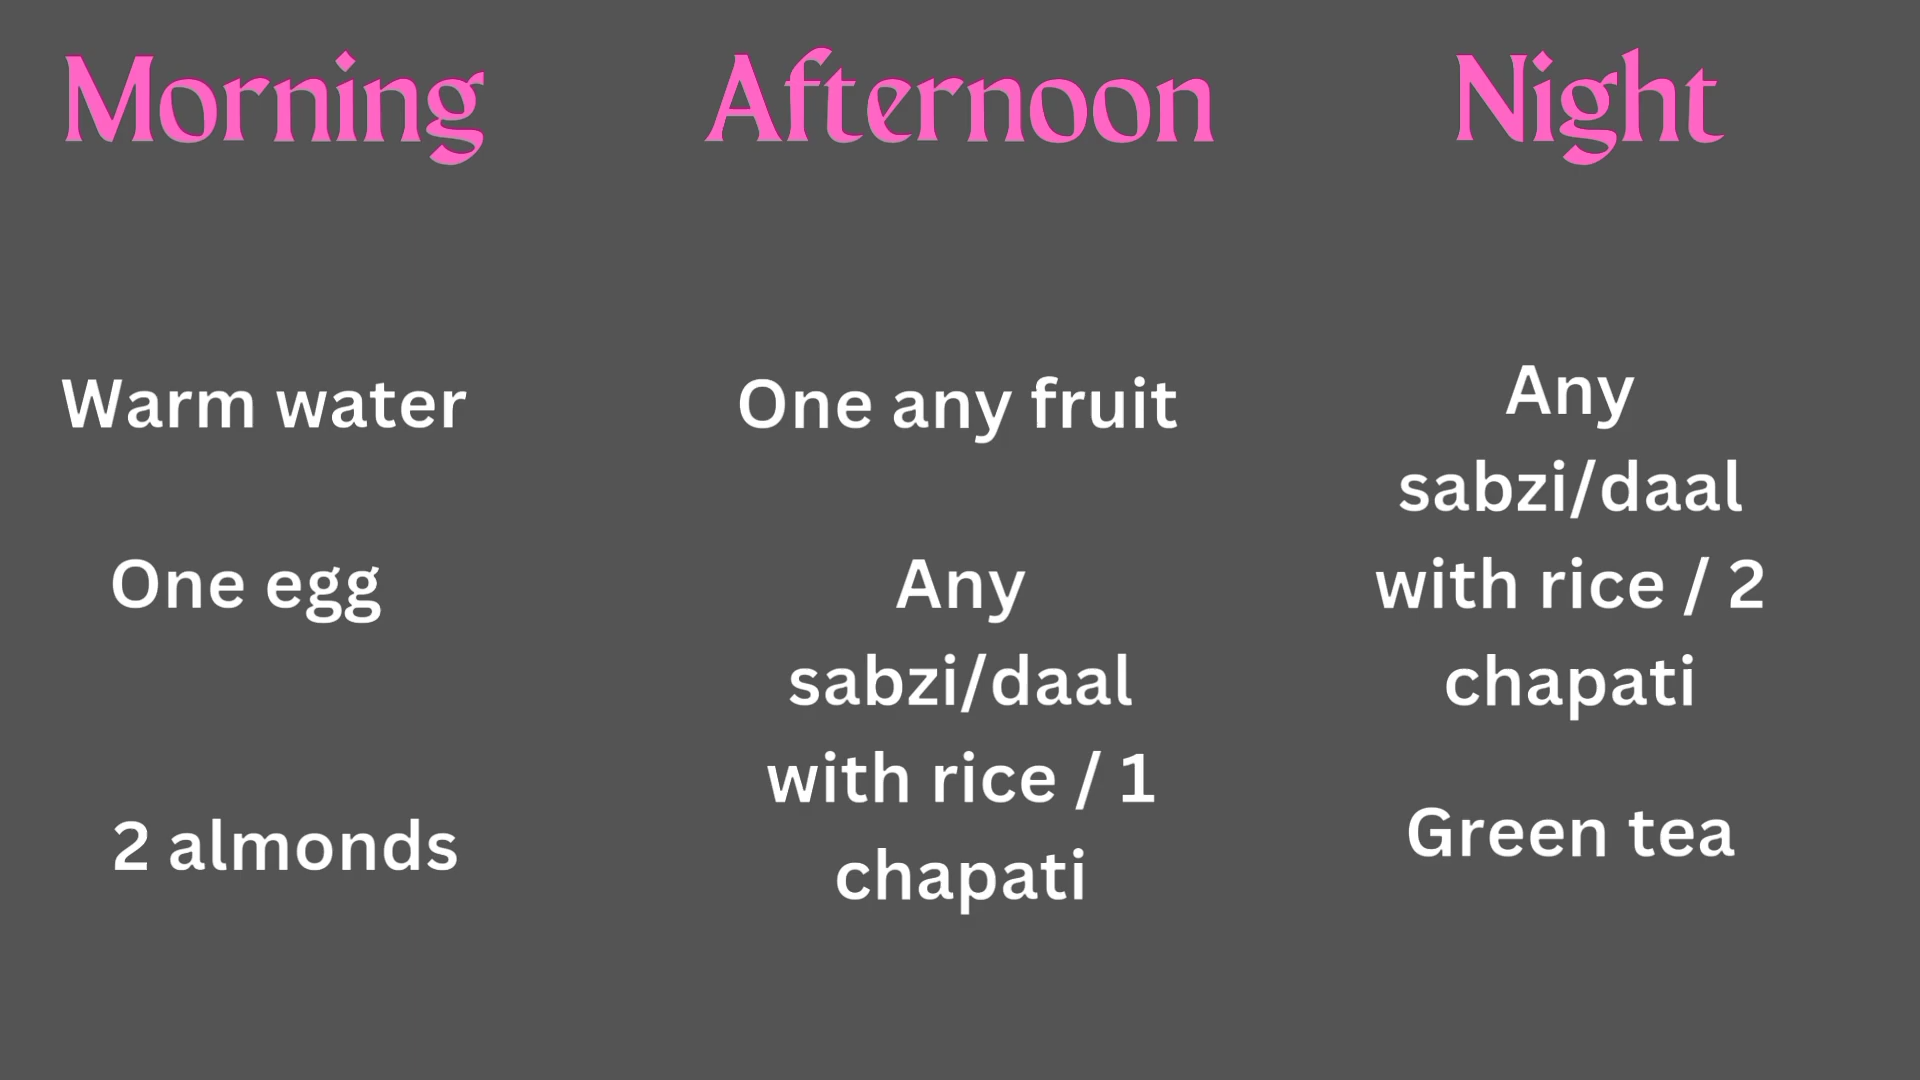 Morning
Warm water
One egg
2 almonds
Afternoon
One any fruit
Any
sabzi/daal
with rice / 1
chapati
Night
Any
sabzi/daal
with rice / 2
chapati
Green tea